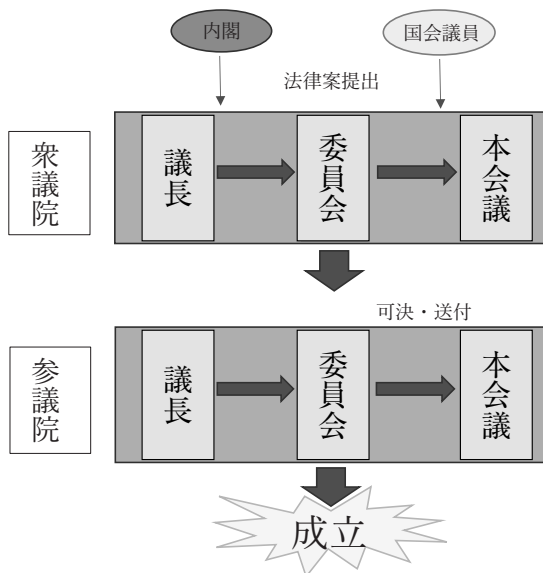 内閣
国会議員
法律案提出
衆議院
議長
委員会
本会議
可決・送付
参議院
議長
委員会
本会議
成立